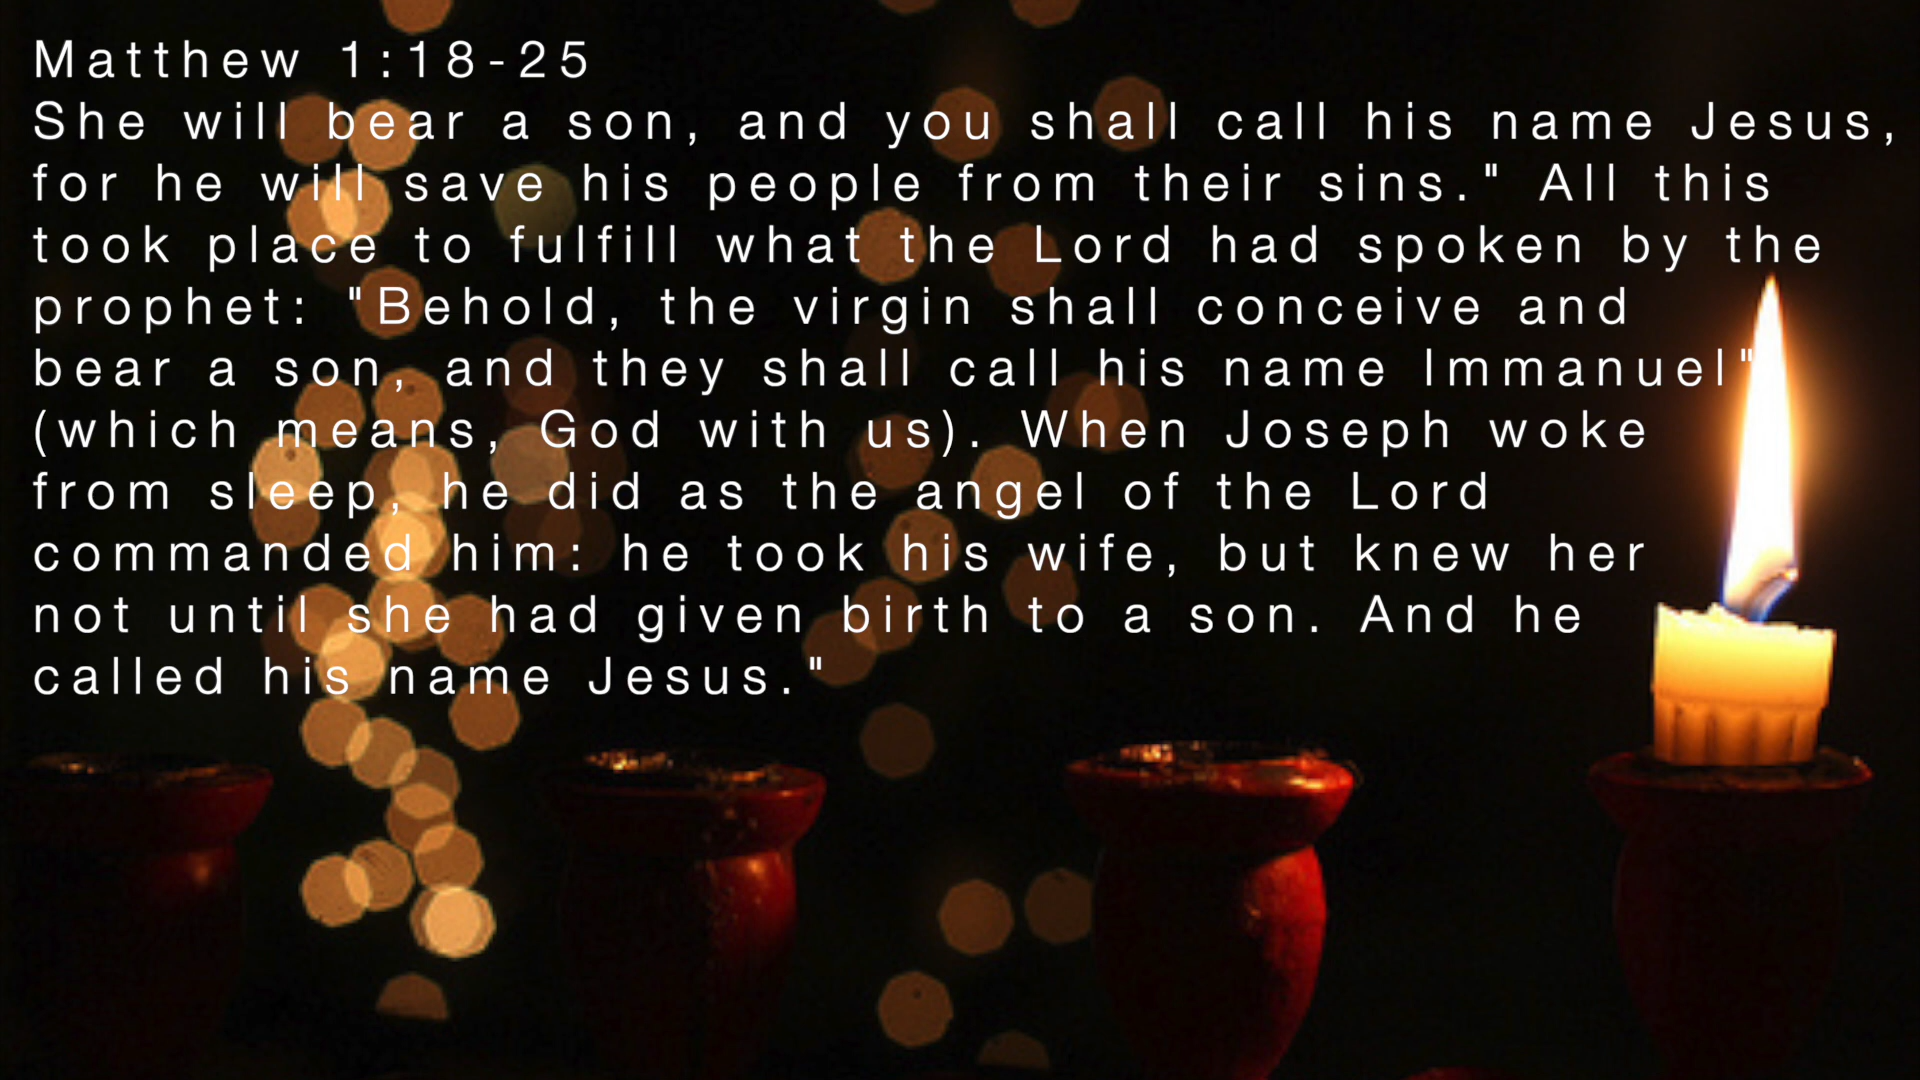 Matthew 1:18-25
She will bear a son, and you shall call his name Jesus,
for he will save his people from their sins." All this
took place to fulfill what the Lord had spoken by the
prophet: "Behold, the virgin shall conceive and
bear a son, and they shall call his name Immanuel"
(which means, God with us). When Joseph woke
from sleep, he did as the angel of the Lord
commanded him: he took his wife, but knew her
not until she had given birth to a son. And he
called his name Jesus."